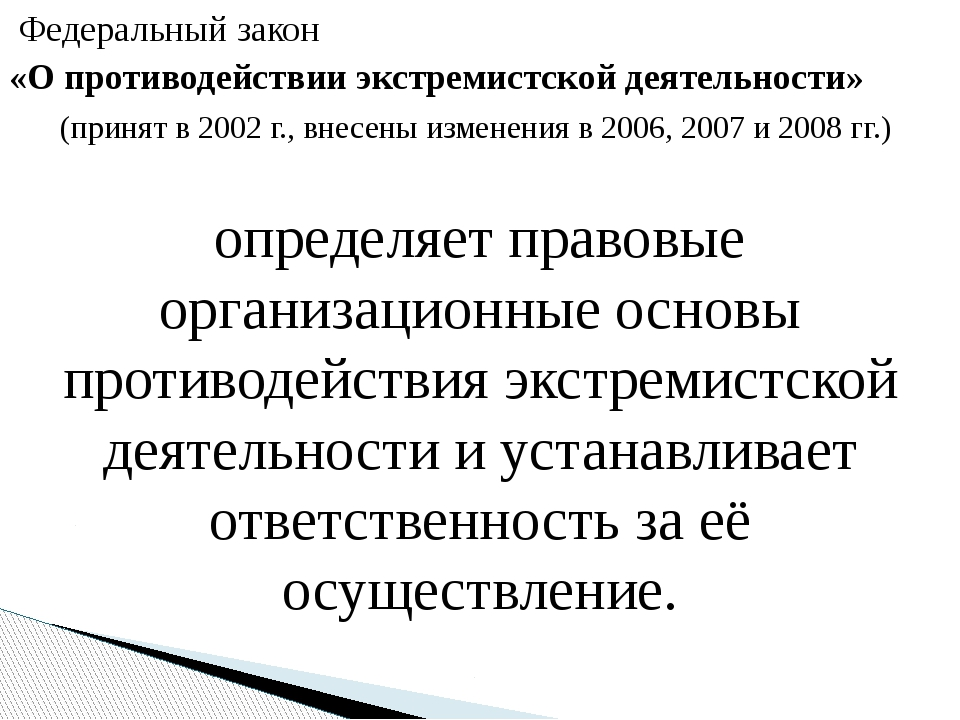 Федеральный закон
«О противодействии экстремистской деятельности»
(принят в 2002 г., внесены изменения в 2006, 2007 и 2008 гг.)
определяет правовые
организационные основы
противодействия экстремистской
деятельности и устанавливает
ответственность за её
осуществление.